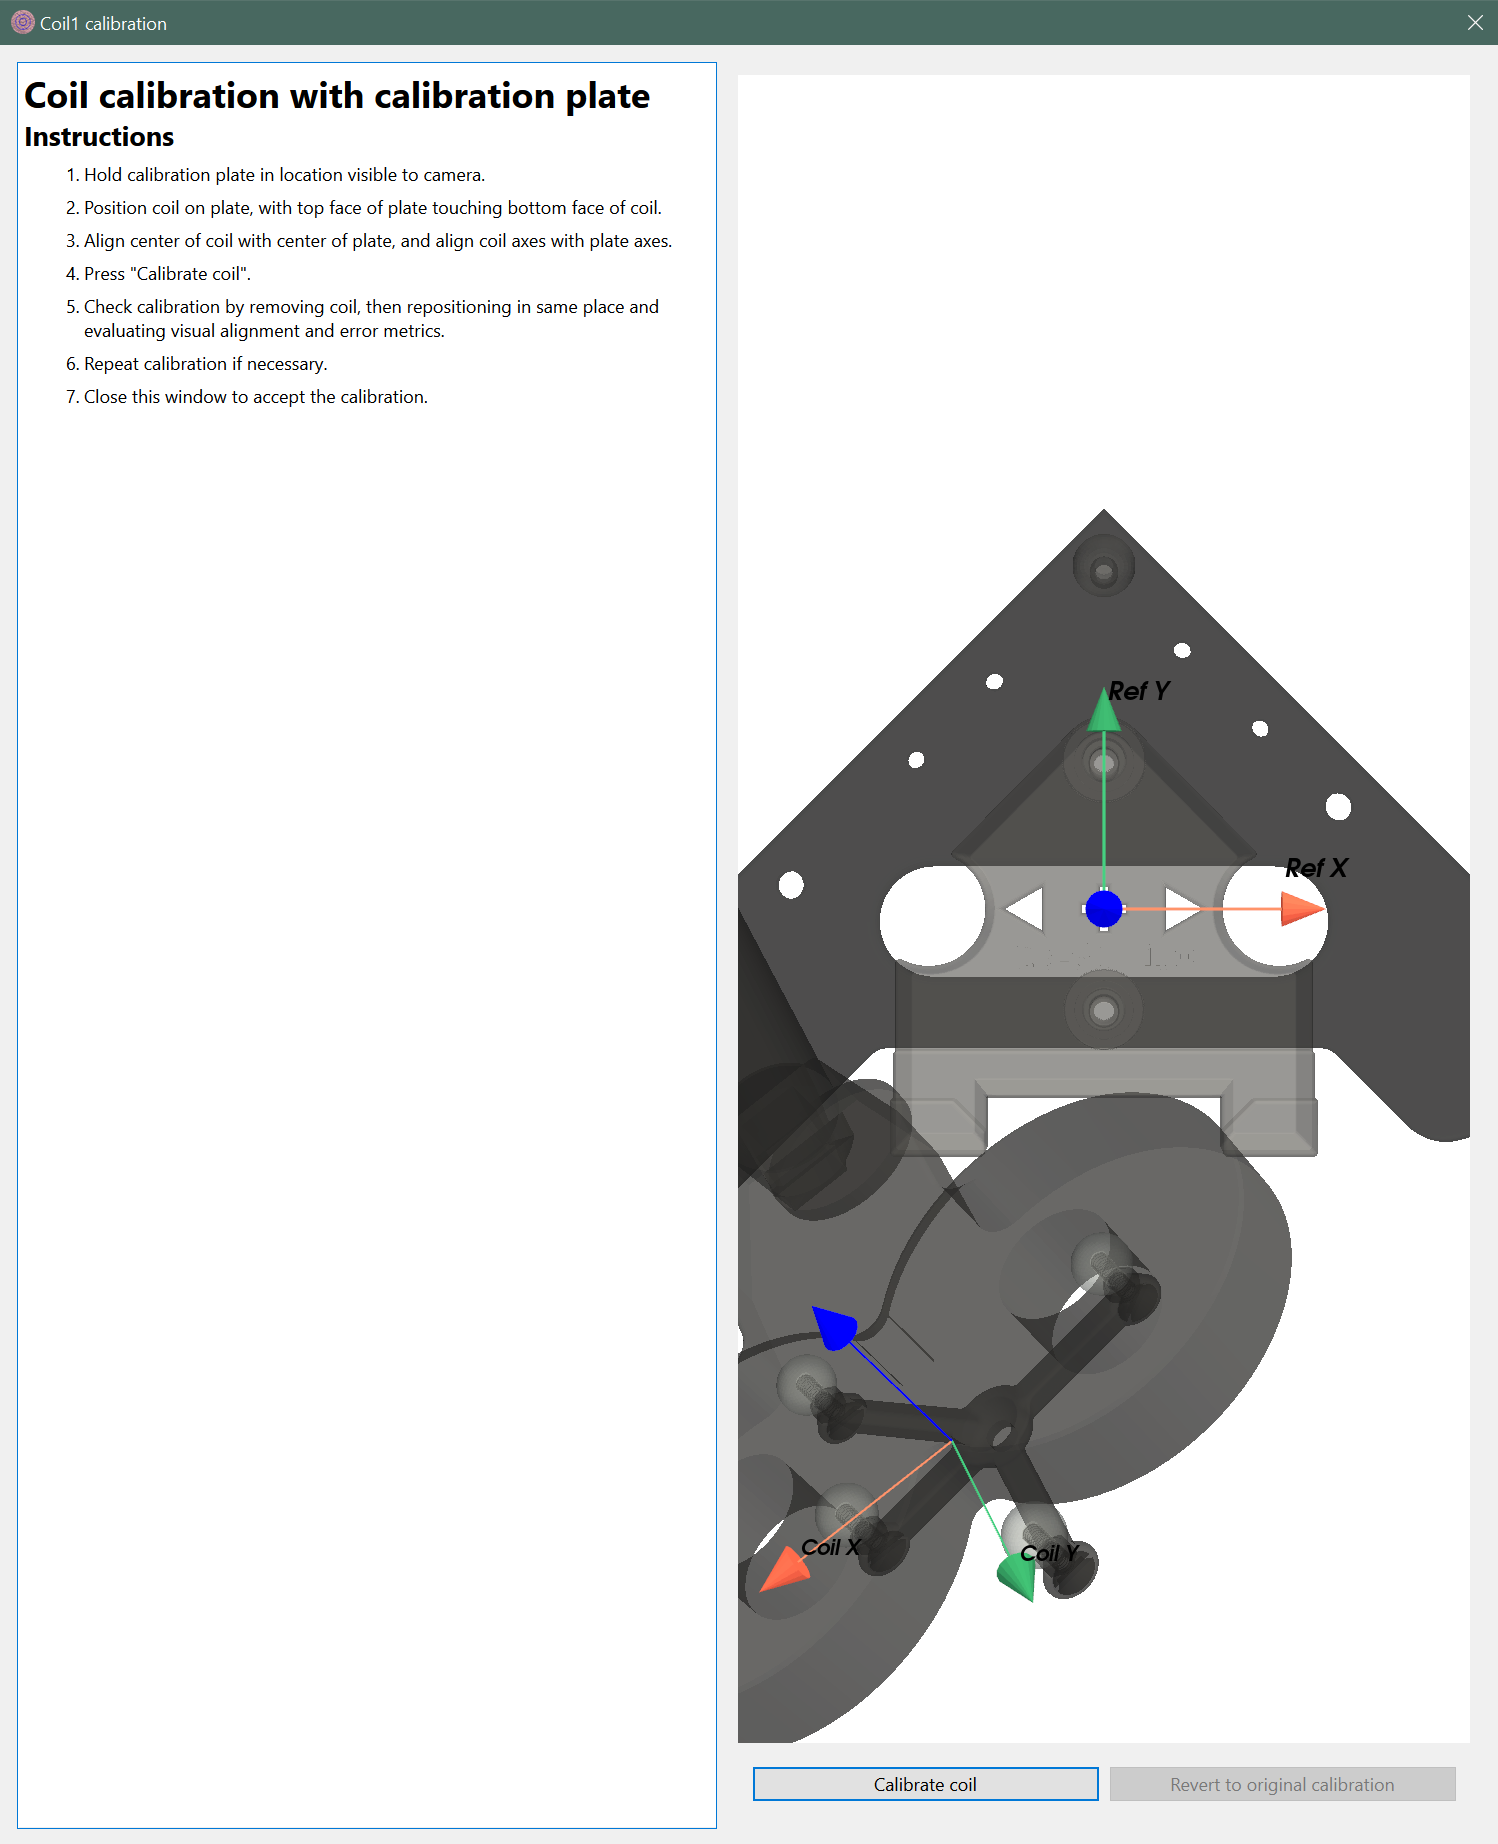 Coil1 calibration
Coil calibration with calibration plate
Instructions
1. Hold calibration plate in location visible to camera.
2. Position coil on plate, with top face of plate touching bottom face of coil.
3. Align center of coil with center of plate, and align coil axes with plate axes.
4. Press "Calibrate coil".
5. Check calibration by removing coil, then repositioning in same place and
evaluating visual alignment and error metrics.
6. Repeat calibration if necessary.
7. Close this window to accept the calibration.
Ref Y
Ref X
Coil X
Coil Y
Calibrate coil
Revert to original calibration